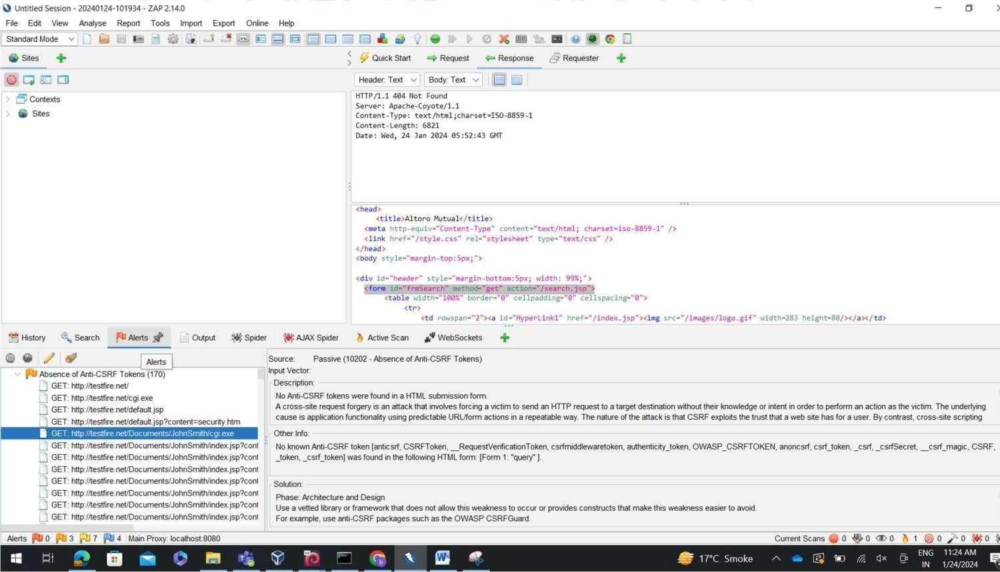 Untitled Session - 20240124-101934 - ZAP 2.14.0
File Edit View Analyse Report Tools Import Export Online Help
Standard Mode
Sites
Quick Start Request Response Requester
Header: Text Body: Text
Contexts
Sites
HTTP/1.1 404 Not Found
Server: Apache-Coyote/1.1
Content-Type: text/html;charset=ISO-8859-1
Content-Length: 6821
Date: Wed, 24 Jan 2024 05:52:43 GMT
<head>
<title>Altoro Mutual</title>
<meta http-equiv="Content-Type" content="text/html; charset=iso-8859-1" />
<link href="/style.css" rel="stylesheet" type="text/css" />
</head>
<body style="margin-top:5px;">
<div id="header" style="margin-bottom:5px; width: 99%;">
<form id="frmSearch" method="get" action="/search.jsp">
<table width="100%" border="0" cellpadding="0" cellspacing="0">
<tr>
<td rowspan="2"><a id="HyperLink1" href="/index.jsp"><img src="/images/logo.gif" width=283 height=80/></a></td>
History Search Alerts Output Spider AJAX Spider Active Scan WebSockets
Alerts
Absence of Anti-CSRF Tokens (170)
GET: http://testfire.net/
GET: http://testfire.net/cgi.exe
GET: http://testfire.net/default.jsp
GET: http://testfire.net/default.jsp?content=security.htm
GET: http://testfire.net/Documents/JohnSmith/cgi.exe
GET: http://testfire.net/Documents/JohnSmith/index.jsp?cont
GET: http://testfire.net/Documents/JohnSmith/index.jsp?cont
GET: http://testfire.net/Documents/JohnSmith/index.jsp?cont
GET: http://testfire.net/Documents/JohnSmith/index.jsp?cont
GET: http://testfire.net/Documents/JohnSmith/index.jsp?cont
GET: http://testfire.net/Documents/JohnSmith/index.jsp?cont
GET: http://testfire.net/Documents/JohnSmith/index.jsp?cont
Source: Passive (10202 - Absence of Anti-CSRF Tokens)
Input Vector:
Description:
No Anti-CSRF tokens were found in a HTML submission form.
A cross-site request forgery is an attack that involves forcing a victim to send an HTTP request to a target destination without their knowledge or intent in order to perform an action as the victim. The underlying
cause is application functionality using predictable URL/form actions in a repeatable way. The nature of the attack is that CSRF exploits the trust that a web site has for a user. By contrast, cross-site scripting
Other Info:
No known Anti-CSRF token [anticsrf, CSRFToken, __RequestVerificationToken, csrfmiddlewaretoken, authenticity_token, OWASP_CSRFTOKEN, anoncsrf, csrf_token, _csrf, _csrfSecret, __csrf_magic, CSRF,
_token, _csrf_token] was found in the following HTML form: [Form 1: "query" ].
Solution:
Phase: Architecture and Design
Use a vetted library or framework that does not allow this weakness to occur or provides constructs that make this weakness easier to avoid.
For example, use anti-CSRF packages such as the OWASP CSRFGuard.
Alerts 0 3 7 4 Main Proxy: localhost:8080 Current Scans 0 0 0 1 0 0 0
17°C Smoke ENG IN 11:24 AM 1/24/2024